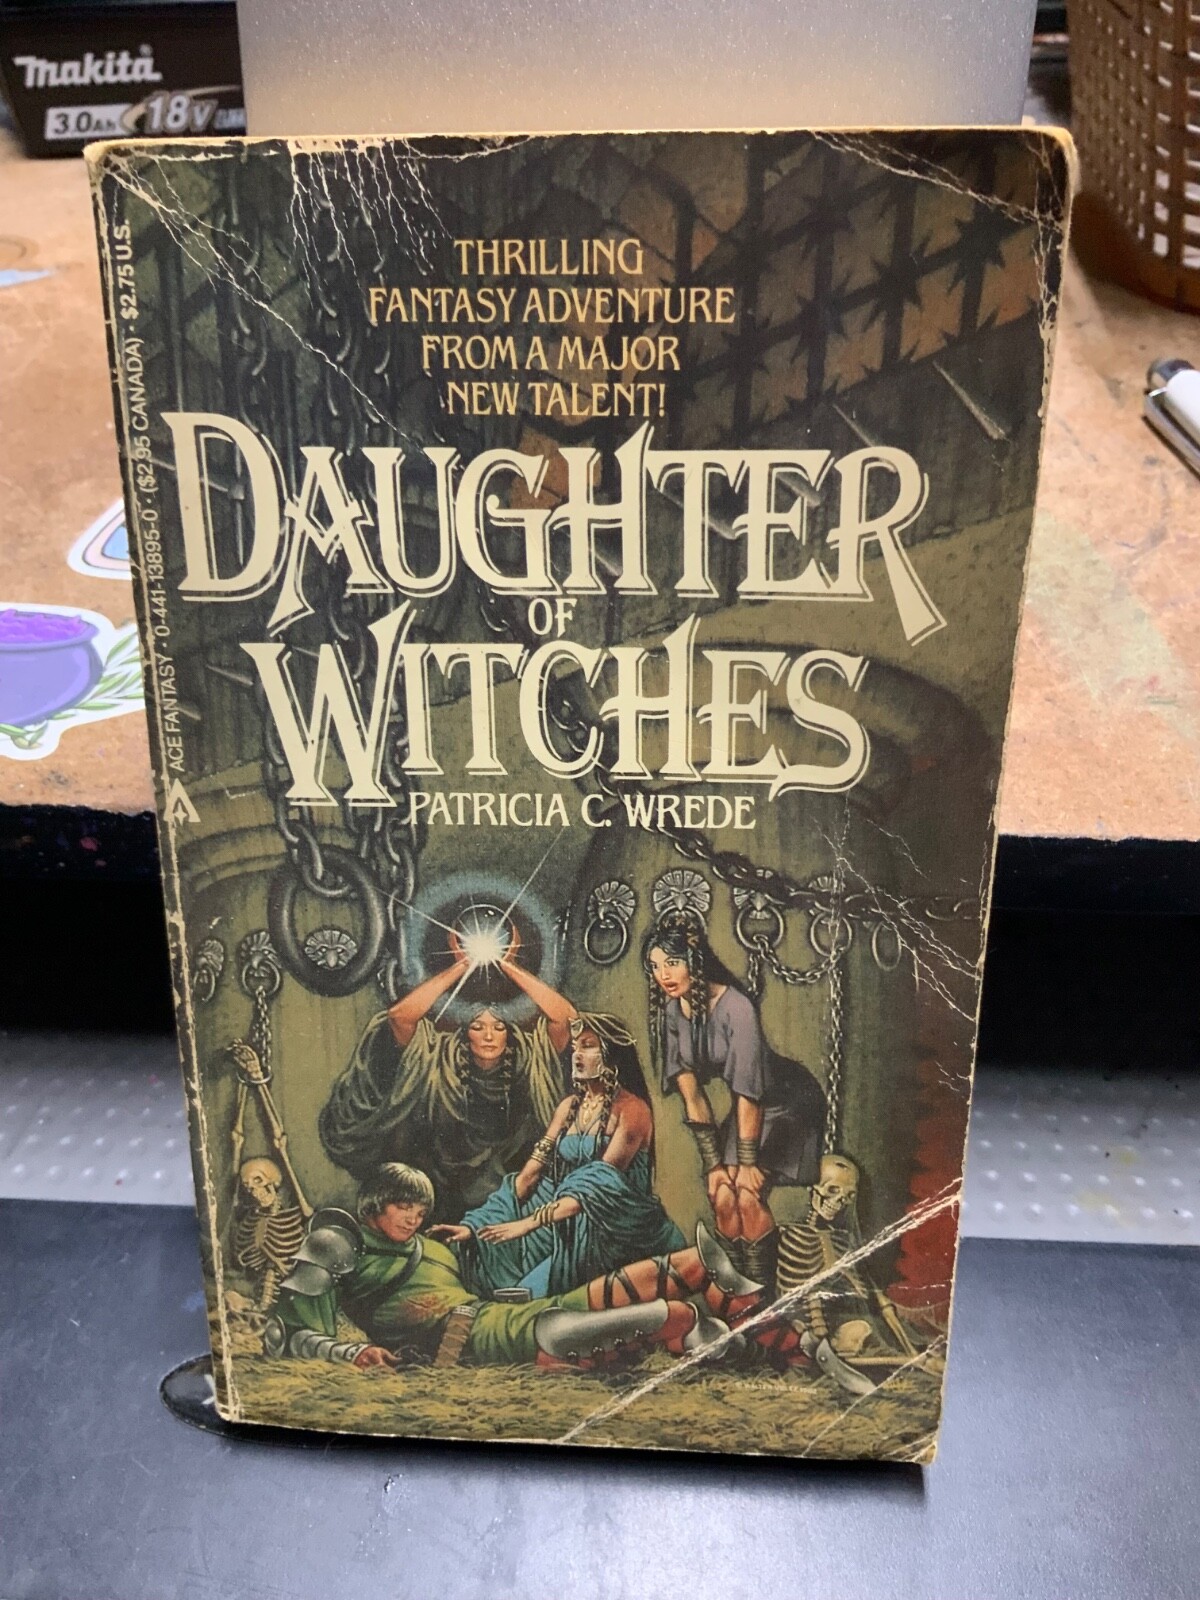 makita
3.0Ah 18V
THRILLING
FANTASY ADVENTURE
FROM A MAJOR
NEW TALENT!
DAUGHTER
OF
WITCHES
PATRICIA C. WREDE
ACE FANTASY · 0-441-13895-0 · ($2.95 CANADA) · $2.75 U.S.